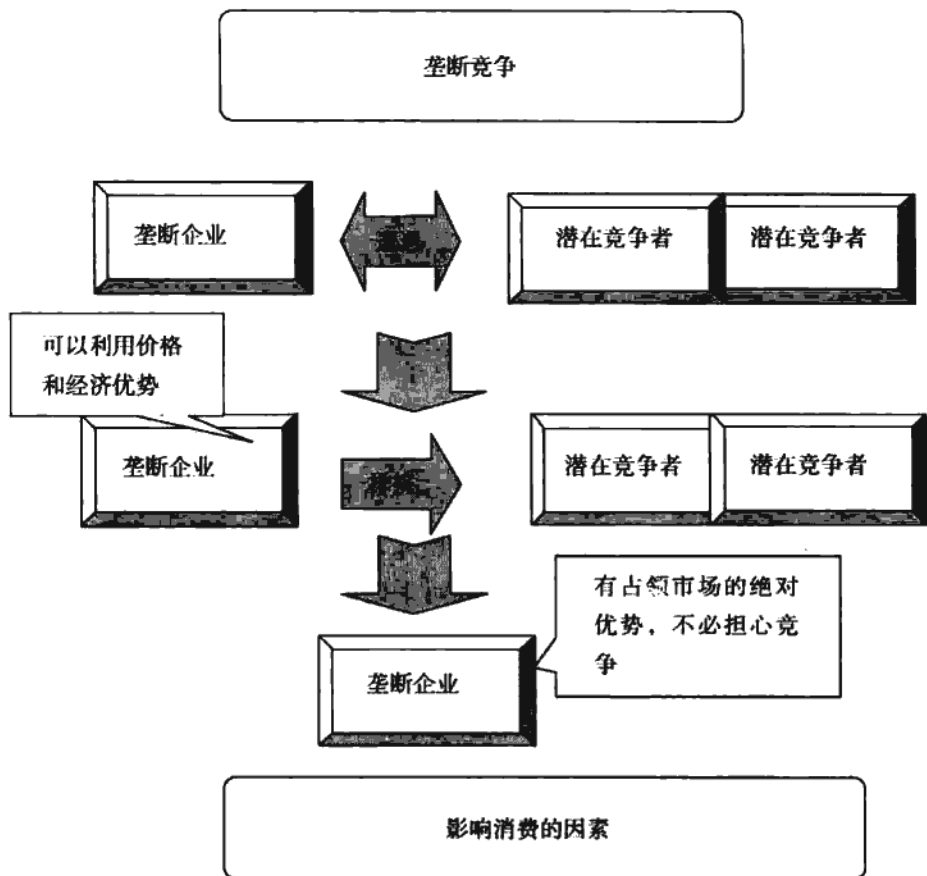 垄断竞争
垄断企业
潜在竞争者
潜在竞争者
可以利用价格
和经济优势
垄断企业
潜在竞争者
潜在竞争者
有占领市场的绝对
优势，不必担心竞
争
垄断企业
影响消费的因素